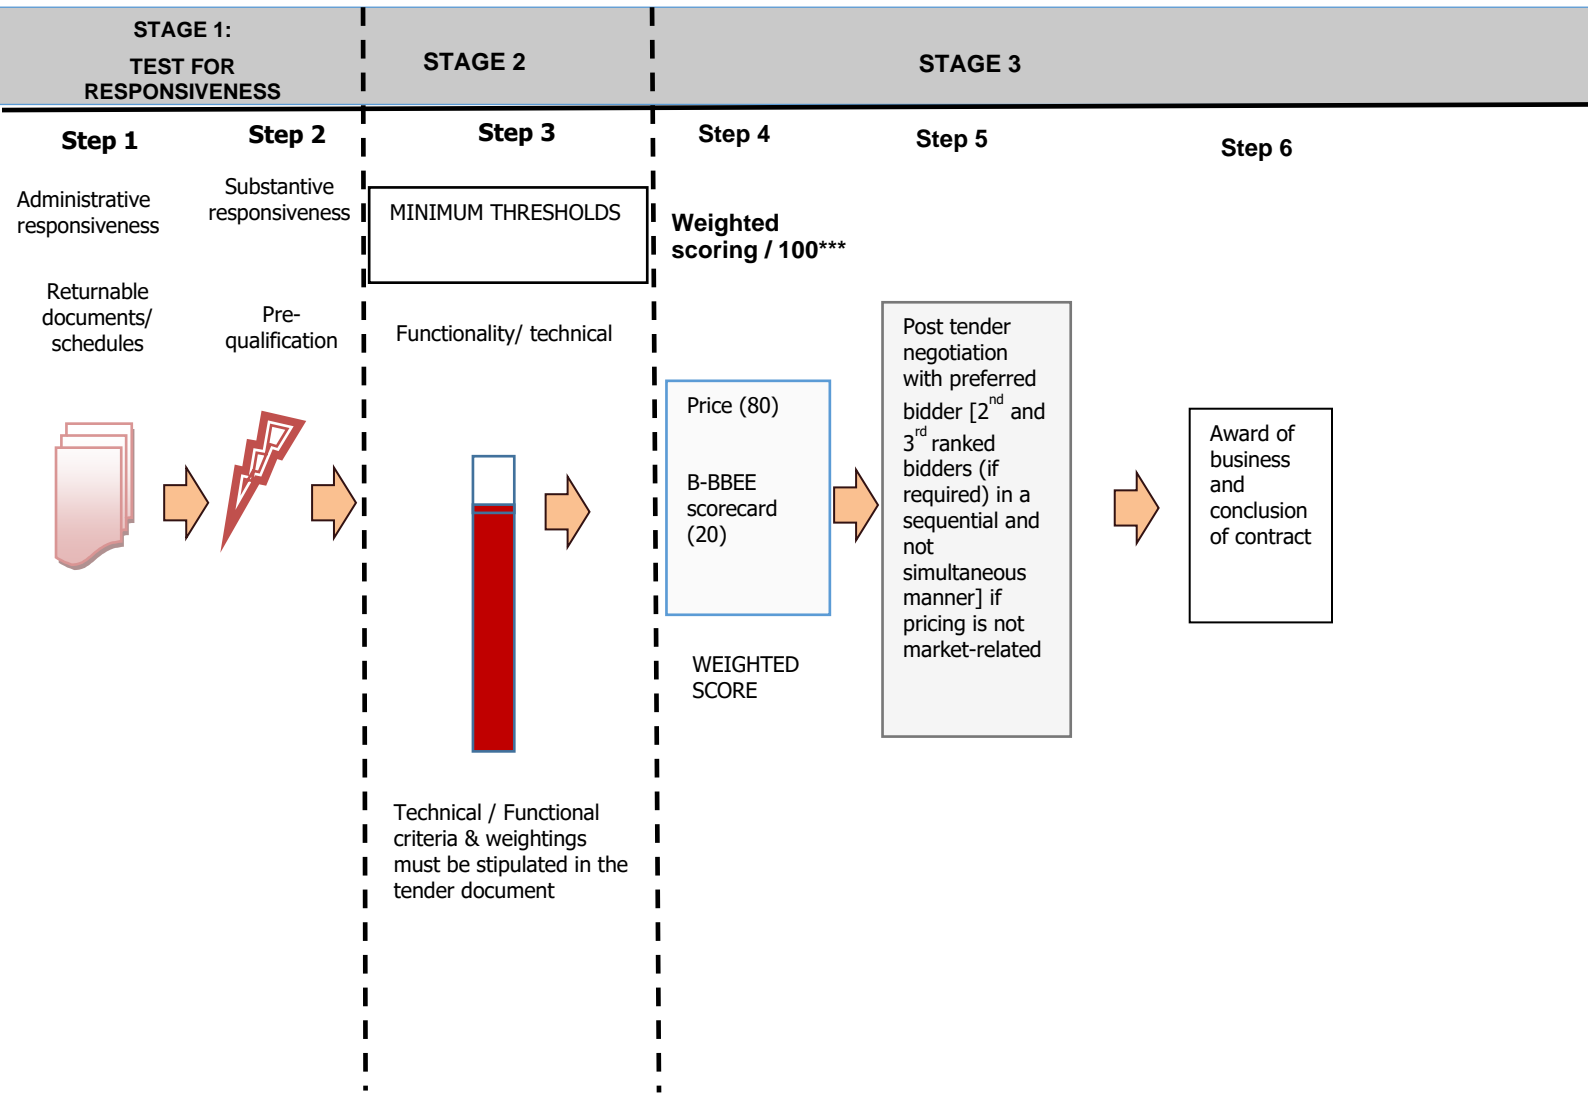 STAGE 1:
TEST FOR
RESPONSIVENESS
STAGE 2
STAGE 3
Step 1
Step 2
Step 3
Step 4
Step 5
Step 6
Administrative
responsiveness
Substantive
responsiveness
MINIMUM THRESHOLDS
Weighted
scoring / 100***
Returnable
documents/
schedules
Pre-
qualification
Functionality/ technical
Price (80)
B-BBEE
scorecard
(20)
WEIGHTED
SCORE
Post tender
negotiation
with preferred
bidder [2nd and
3rd ranked
bidders (if
required) in a
sequential and
not
simultaneous
manner] if
pricing is not
market-related
Award of
business
and
conclusion
of contract
Technical / Functional
criteria & weightings
must be stipulated in the
tender document